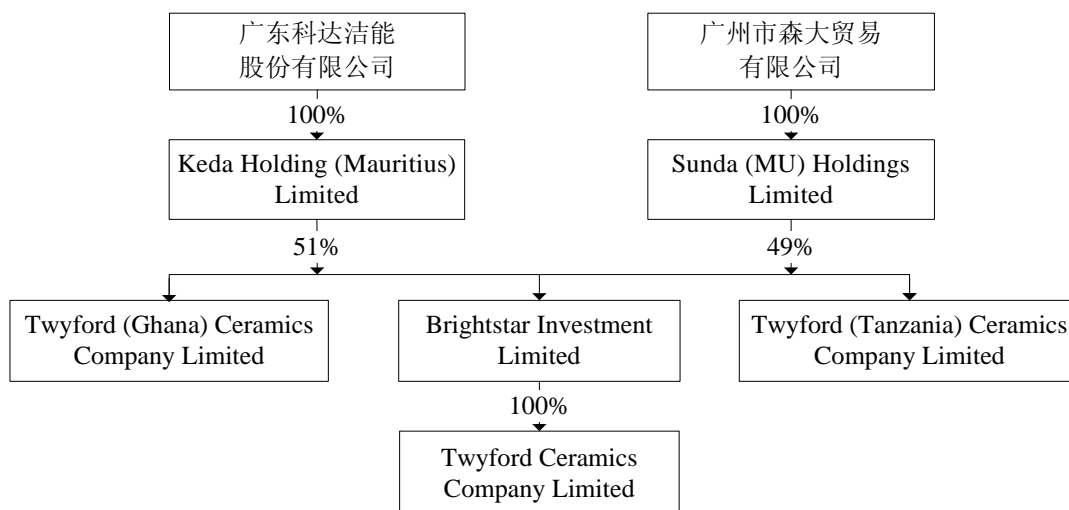 广东科达洁能
股份有限公司
广州市森大贸易
有限公司
100%
100%
Keda Holding (Mauritius)
Limited
Sunda (MU) Holdings
Limited
51%
49%
Twyford (Ghana) Ceramics
Company Limited
Brightstar Investment
Limited
Twyford (Tanzania) Ceramics
Company Limited
100%
Twyford Ceramics
Company Limited